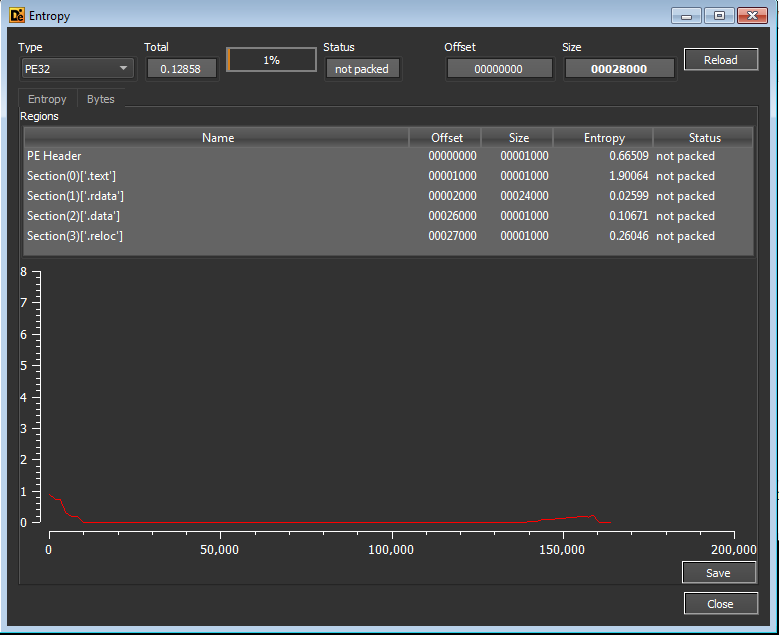 De Entropy
Type Total Status Offset Size
PE32 0.12858 1% not packed 00000000 00028000 Reload
Entropy Bytes
Regions
Name Offset Size Entropy Status
PE Header 00000000 00001000 0.66509 not packed
Section(0)['.text'] 00001000 00001000 1.90064 not packed
Section(1)['.rdata'] 00002000 00024000 0.02599 not packed
Section(2)['.data'] 00026000 00001000 0.10671 not packed
Section(3)['.reloc'] 00027000 00001000 0.26046 not packed
8
7
6
5
4
3
2
1
0
0 50,000 100,000 150,000 200,000
Save
Close